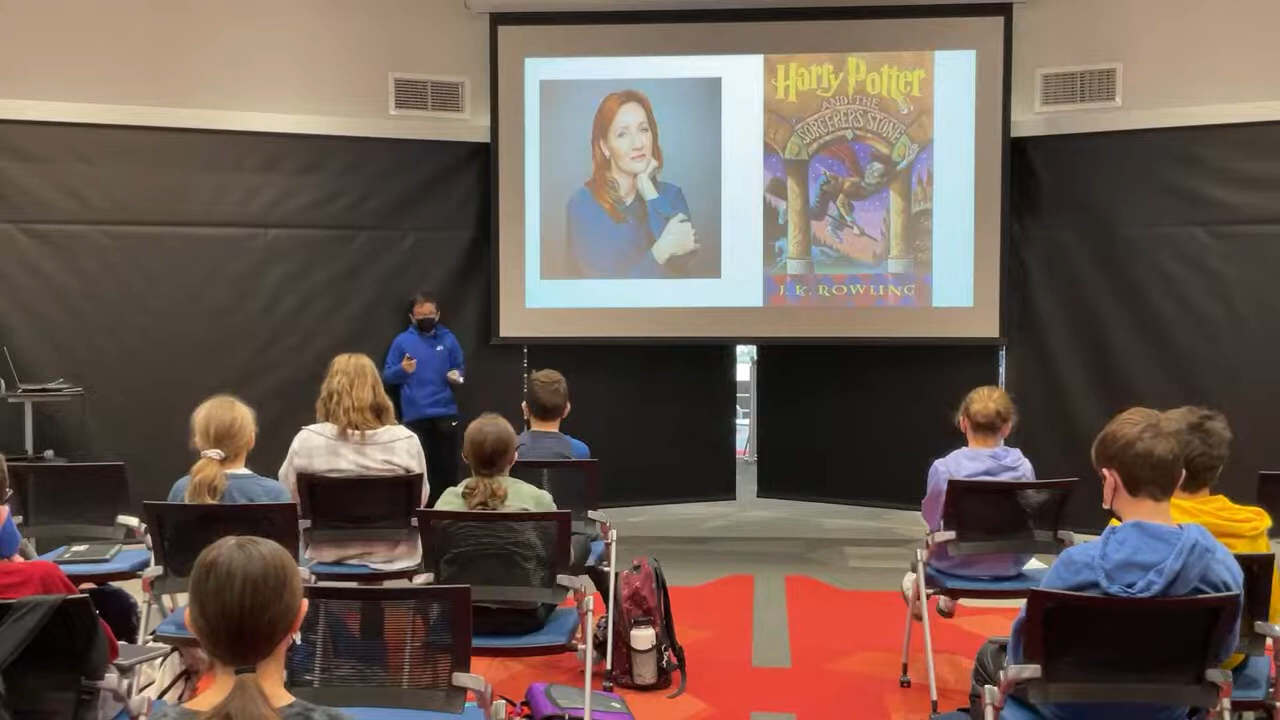 Harry Potter
AND THE
SORCERER'S STONE
J. K. ROWLING